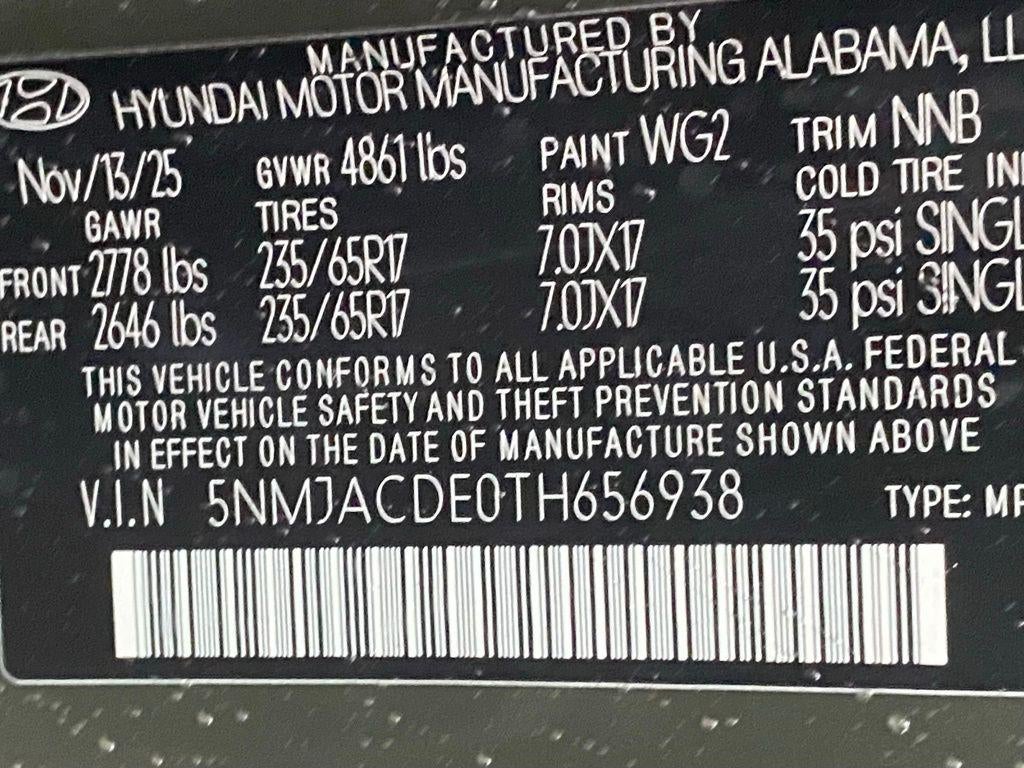 MANUFACTURED BY
HYUNDAI MOTOR MANUFACTURING ALABAMA, LL
Nov/13/25 GVWR 4861 lbs PAINT WG2 TRIM NNB
GAWR TIRES RIMS COLD TIRE IN
FRONT 2778 lbs 235/65R17 7.0JX17 35 psi SINGL
REAR 2646 lbs 235/65R17 7.0JX17 35 psi SINGL
THIS VEHICLE CONFORMS TO ALL APPLICABLE U.S.A. FEDERAL
MOTOR VEHICLE SAFETY AND THEFT PREVENTION STANDARDS
IN EFFECT ON THE DATE OF MANUFACTURE SHOWN ABOVE
V.I.N 5NMJACDE0TH656938 TYPE: MP